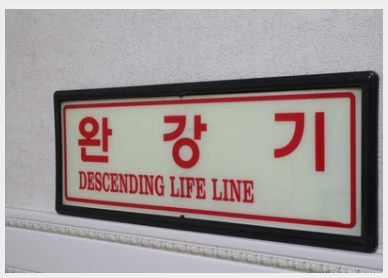 완 강 기
DESCENDING LIFE LINE